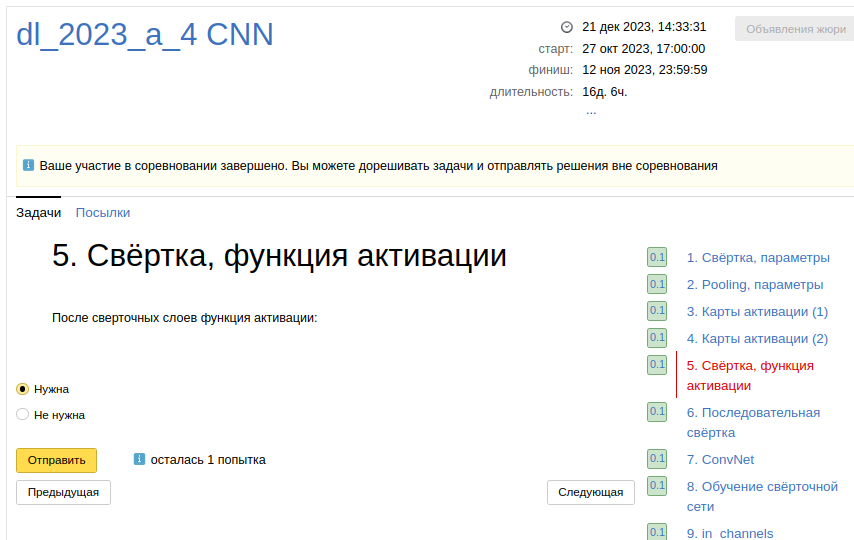 dl_2023_a_4 CNN
21 дек 2023, 14:33:31
старт: 27 окт 2023, 17:00:00
финиш: 12 ноя 2023, 23:59:59
длительность: 16д. 6ч.
...
Объявления жюри
Ваше участие в соревновании завершено. Вы можете дорешивать задачи и отправлять решения вне соревнования
Задачи Посылки
5. Свёртка, функция активации
После сверточных слоев функция активации:
Нужна
Не нужна
Отправить
осталась 1 попытка
Предыдущая
Следующая
0.1 1. Свёртка, параметры
0.1 2. Pooling, параметры
0.1 3. Карты активации (1)
0.1 4. Карты активации (2)
0.1 5. Свёртка, функция
активации
0.1 6. Последовательная
свёртка
0.1 7. ConvNet
0.1 8. Обучение свёрточной
сети
0.1 9. in_channels